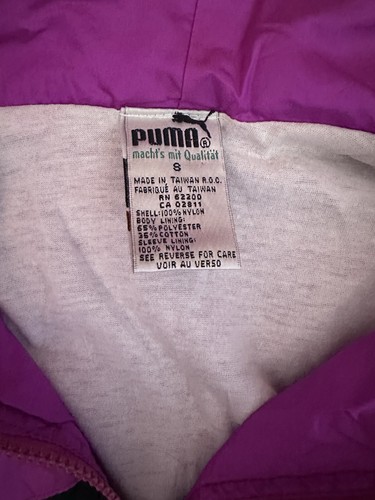 PUMA®
macht's mit Qualität
8
MADE IN TAIWAN R.O.C.
FABRIQUÉ AU TAIWAN
RN 62200
CA 02811
SHELL:100% NYLON
BODY LINING:
65% POLYESTER
35% COTTON
SLEEVE LINING:
100% NYLON
SEE REVERSE FOR CARE
VOIR AU VERSO